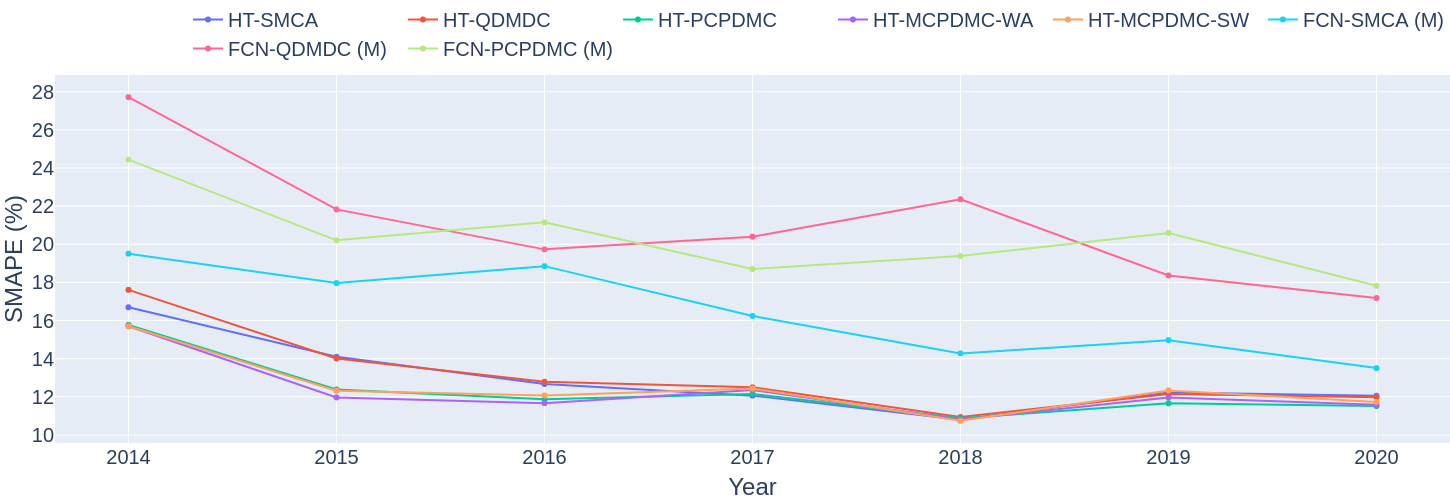 HT-SMCA HT-QDMDC HT-PCPDMC HT-MCPDMC-WA HT-MCPDMC-SW FCN-SMCA (M)
FCN-QDMDC (M) FCN-PCPDMC (M)
28
26
24
22
20
18
16
14
12
10
SMAPE (%)
2014 2015 2016 2017 2018 2019 2020
Year